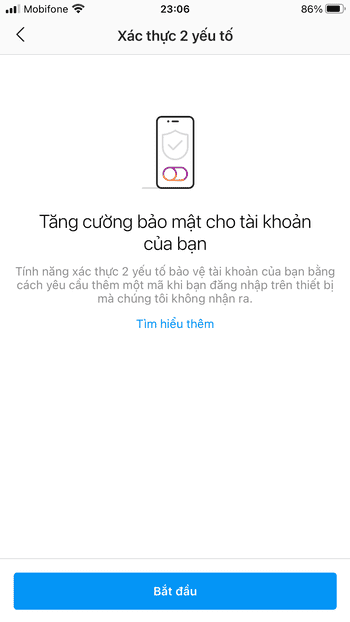 Mobifone 23:06 86%
Xác thực 2 yếu tố
Tăng cường bảo mật cho tài khoản
của bạn
Tính năng xác thực 2 yếu tố bảo vệ tài khoản của bạn bằng
cách yêu cầu thêm một mã khi bạn đăng nhập trên thiết bị
mà chúng tôi không nhận ra.
Tìm hiểu thêm
Bắt đầu